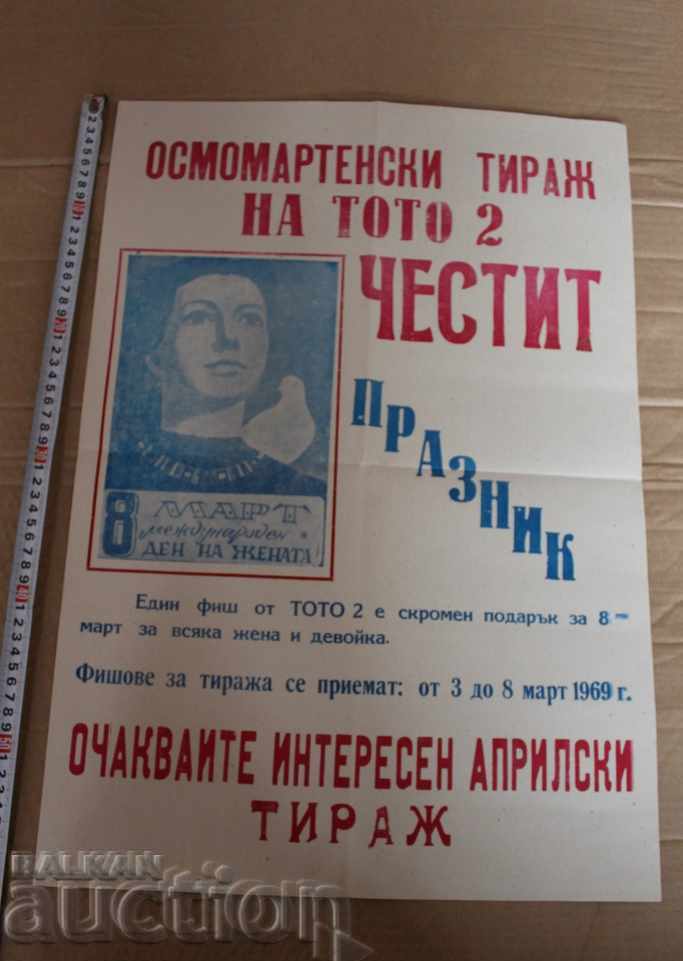 ОСМОМАРТЕНСКИ ТИРАЖ
НА ТОТО 2
ЧЕСТИТ
ПРАЗНИК
8 МАРТ
международен
ДЕН НА ЖЕНАТА
Един фиш от ТОТО 2 е скромен подарък за 8-
март за всяка жена и девойка.
Фишове за тиража се приемат: от 3 до 8 март 1969 г.
ОЧАКВАИТЕ ИНТЕРЕСЕН АПРИЛСКИ
ТИРАЖ
BALKAN
auction